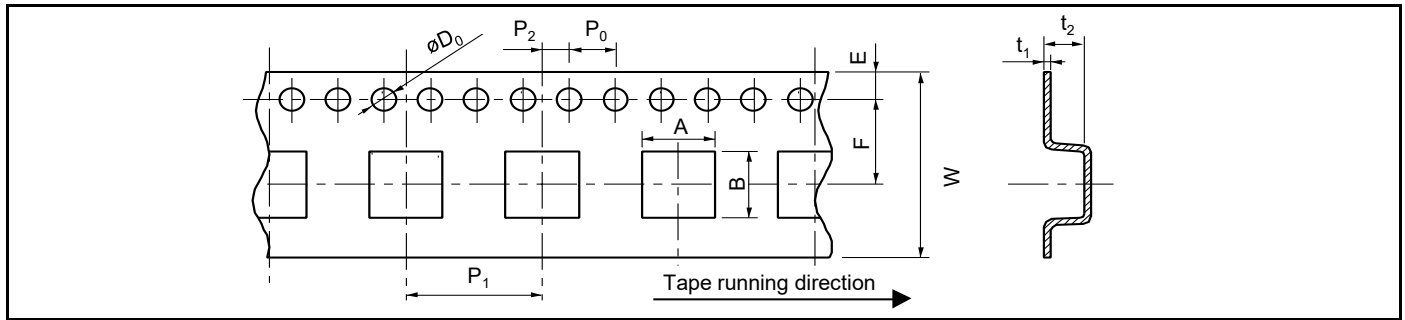 P₂
P₀
øD₀
E
t₁
t₂
A
F
B
W
P₁
Tape running direction